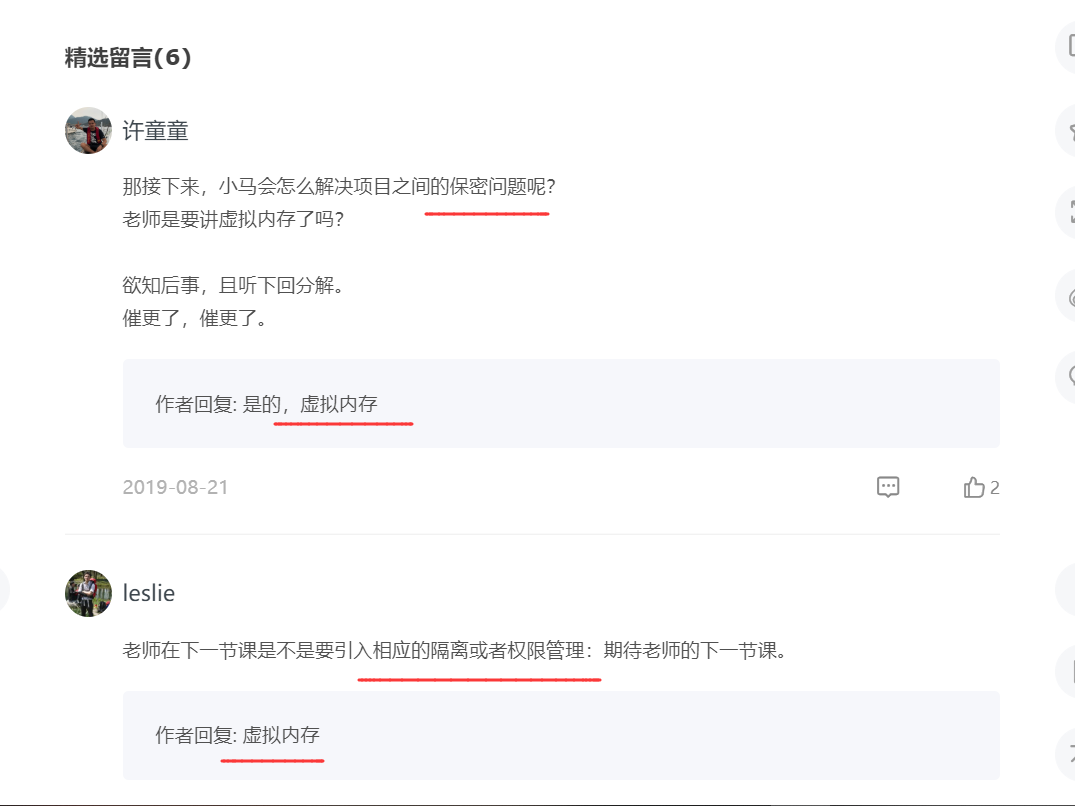 精选留言(6)
许童童
那接下来，小马会怎么解决项目之间的保密问题呢?
老师是要讲虚拟内存了吗?
欲知后事，且听下回分解。
催更了，催更了。
作者回复: 是的，虚拟内存
2019-08-21
2
leslie
老师在下一节课是不是要引入相应的隔离或者权限管理：期待老师的下一节课。
作者回复: 虚拟内存